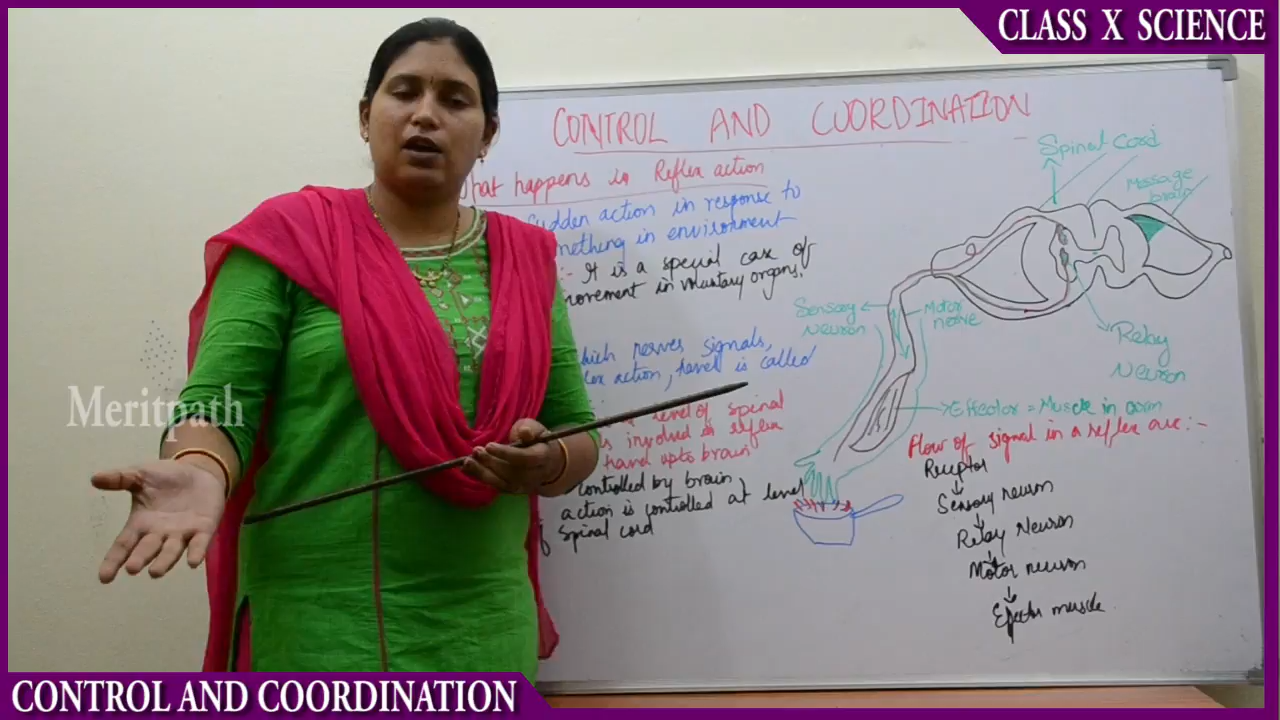 CLASS X SCIENCE
CONTROL AND COORDINATION
What happens in Reflex action
Sudden action in response to
something in environment
:- It is a special case of
movement in voluntary organs.
which nerves signals,
action, travel is called
level of spinal
is involved in reflex
hand upto brain
controlled by brain
action is controlled at level
of spinal cord
Spinal Cord
Massage
brain
Sensory
Neuron
Motor
nerve
Relay
Neuron
Effector = Muscle in arm
Flow of signal in a reflex arc:-
Receptor
↓
Sensory neuron
↓
Relay Neuron
↓
Motor neuron
↓
Effector muscle
Meritpath
CONTROL AND COORDINATION